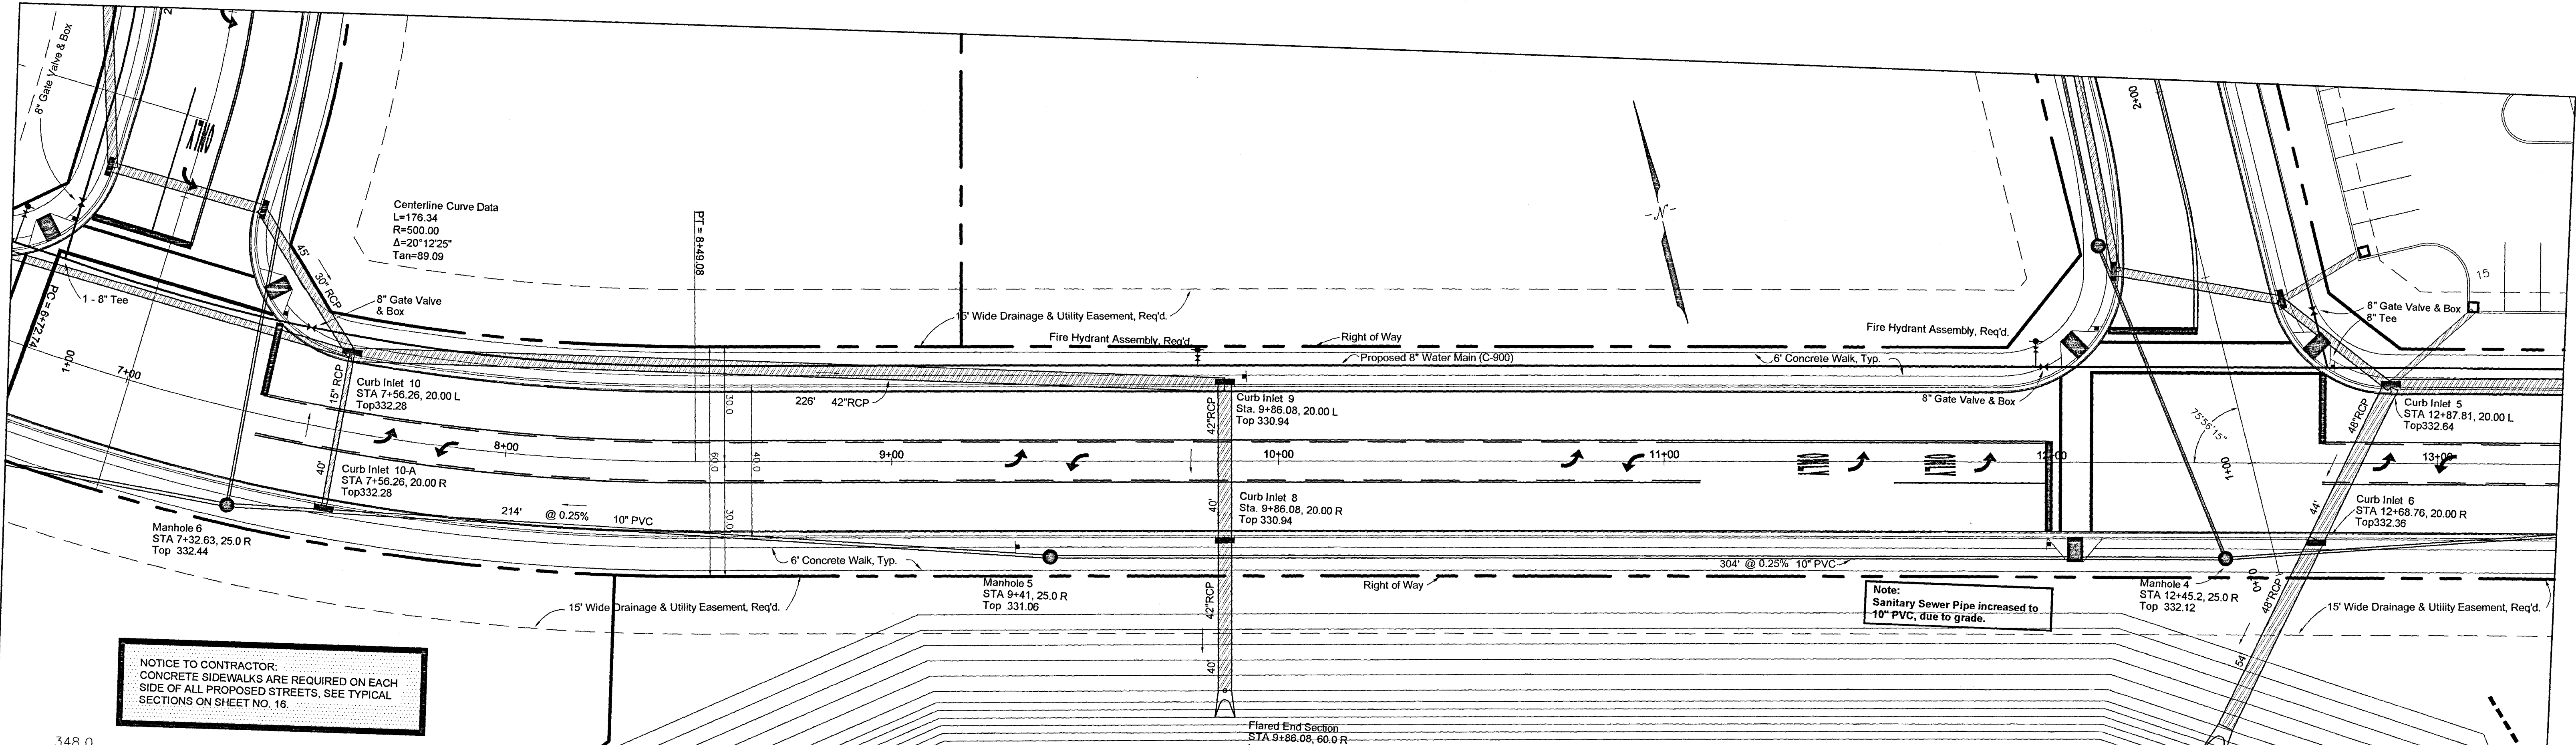 8" Gate Valve & Box
2+00
Centerline Curve Data
L=176.34
R=500.00
Δ=20°12'25"
Tan=89.09
PT = 8+49.08
45'
30" RCP
8" Gate Valve
& Box
1 - 8" Tee
PC = 6+72.74
1+00
7+00
15" RCP
40'
Curb Inlet 10
STA 7+56.26, 20.00 L
Top332.28
Curb Inlet 10-A
STA 7+56.26, 20.00 R
Top332.28
8+00
15' Wide Drainage & Utility Easement, Req'd.
Fire Hydrant Assembly, Req'd
Right of Way
Proposed 8" Water Main (C-900)
6' Concrete Walk, Typ.
Fire Hydrant Assembly, Req'd.
-N-
226' 42"RCP
30.0
60.0
40.0
30.0
9+00
42"RCP
Curb Inlet 9
Sta. 9+86.08, 20.00 L
Top 330.94
10+00
11+00
12+00
8" Gate Valve & Box
8" Gate Valve & Box
8" Tee
15
Curb Inlet 5
STA 12+87.81, 20.00 L
Top332.64
48"RCP
75°56'15"
1+00
13+00
44'
Curb Inlet 6
STA 12+68.76, 20.00 R
Top332.36
40'
Curb Inlet 8
Sta. 9+86.08, 20.00 R
Top 330.94
214' @ 0.25% 10" PVC
Manhole 6
STA 7+32.63, 25.0 R
Top 332.44
6' Concrete Walk, Typ.
Manhole 5
STA 9+41, 25.0 R
Top 331.06
304' @ 0.25% 10" PVC
Right of Way
Note:
Sanitary Sewer Pipe increased to
10" PVC, due to grade.
Manhole 4
STA 12+45.2, 25.0 R
Top 332.12
0+10
48"RCP
54'
15' Wide Drainage & Utility Easement, Req'd.
15' Wide Drainage & Utility Easement, Req'd.
42"RCP
40'
NOTICE TO CONTRACTOR:
CONCRETE SIDEWALKS ARE REQUIRED ON EACH
SIDE OF ALL PROPOSED STREETS, SEE TYPICAL
SECTIONS ON SHEET NO. 16.
Flared End Section
STA 9+86.08, 60.0 R
348.0